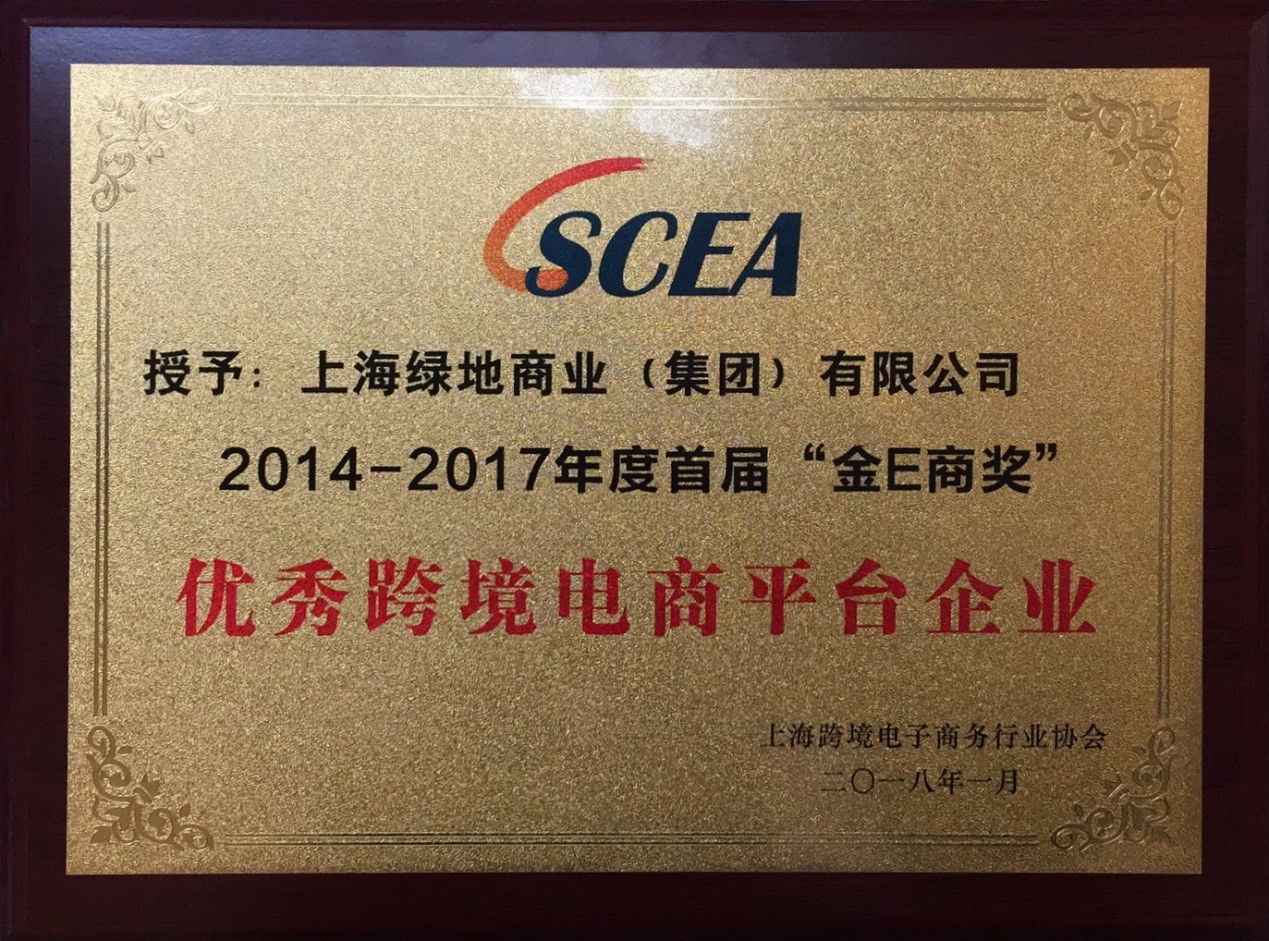 SCEA
授予：上海绿地商业（集团）有限公司
2014-2017年度首届“金E商奖”
优秀跨境电商平台企业
上海跨境电子商务行业协会
二〇一八年一月